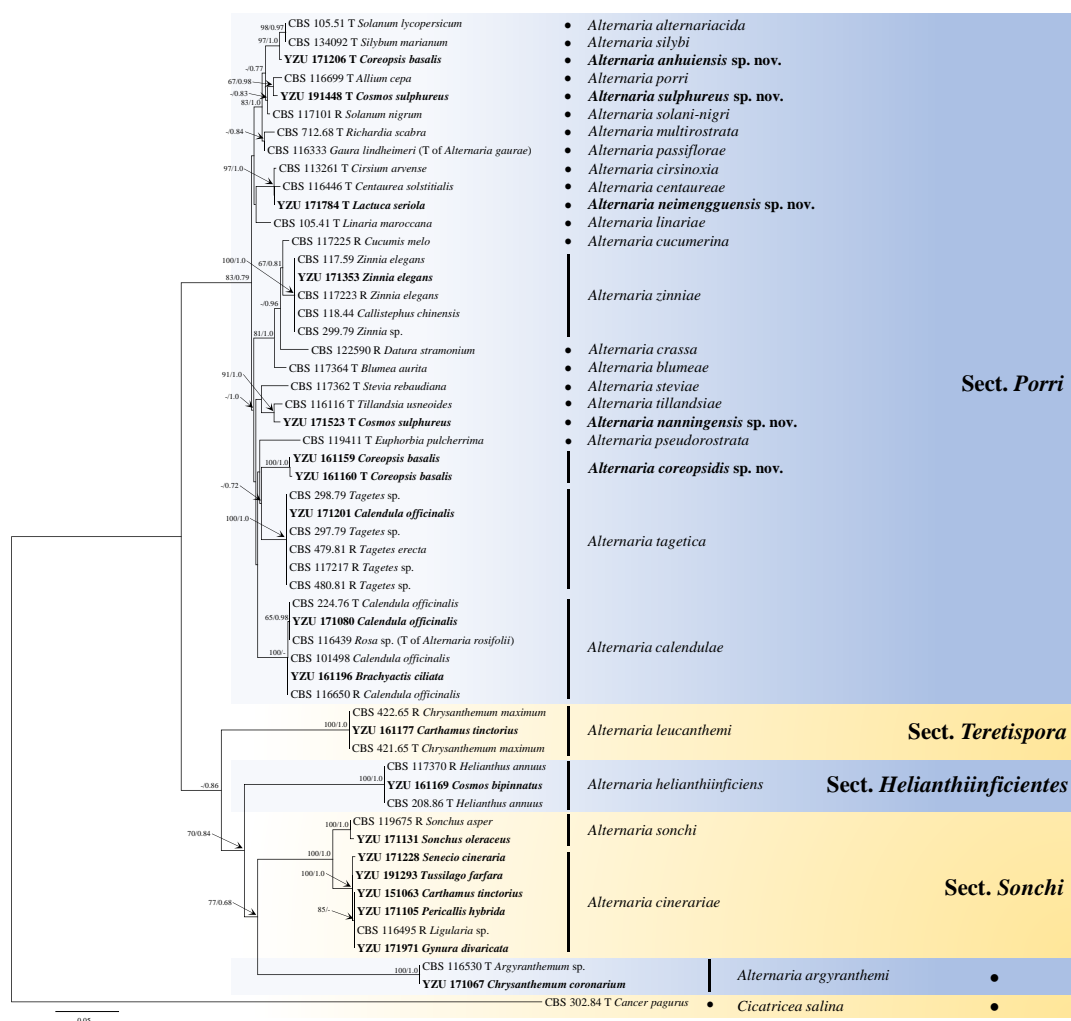 98/0.97
CBS 105.51 T Solanum lycopersicum ● Alternaria alternariacida
97/1.0
CBS 134092 T Silybum marianum ● Alternaria silybi
YZU 171206 T Coreopsis basalis ● Alternaria anhuiensis sp. nov.
-/0.77
67/0.98
CBS 116699 T Allium cepa ● Alternaria porri
-/0.83
YZU 191448 T Cosmos sulphureus ● Alternaria sulphureus sp. nov.
83/1.0
CBS 117101 R Solanum nigrum ● Alternaria solani-nigri
-/0.84
CBS 712.68 T Richardia scabra ● Alternaria multirostrata
CBS 116333 Gaura lindheimeri (T of Alternaria gaurae) ● Alternaria passiflorae
97/1.0
CBS 113261 T Cirsium arvense ● Alternaria cirsinoxia
CBS 116446 T Centaurea solstitialis ● Alternaria centaureae
YZU 171784 T Lactuca seriola ● Alternaria neimengguensis sp. nov.
CBS 105.41 T Linaria maroccana ● Alternaria linariae
CBS 117225 R Cucumis melo ● Alternaria cucumerina
100/1.0
67/0.81
CBS 117.59 Zinnia elegans
83/0.79
YZU 171353 Zinnia elegans
CBS 117223 R Zinnia elegans
Alternaria zinniae
-/0.96
CBS 118.44 Callistephus chinensis
CBS 299.79 Zinnia sp.
81/1.0
CBS 122590 R Datura stramonium ● Alternaria crassa
CBS 117364 T Blumea aurita ● Alternaria blumeae
91/1.0
CBS 117362 T Stevia rebaudiana ● Alternaria steviae
Sect. Porri
-/1.0
CBS 116116 T Tillandsia usneoides ● Alternaria tillandsiae
YZU 171523 T Cosmos sulphureus ● Alternaria nanningensis sp. nov.
CBS 119411 T Euphorbia pulcherrima ● Alternaria pseudorostrata
100/1.0
YZU 161159 Coreopsis basalis
Alternaria coreopsidis sp. nov.
YZU 161160 T Coreopsis basalis
-/0.72
CBS 298.79 Tagetes sp.
YZU 171201 Calendula officinalis
100/1.0
CBS 297.79 Tagetes sp.
Alternaria tagetica
CBS 479.81 R Tagetes erecta
CBS 117217 R Tagetes sp.
CBS 480.81 R Tagetes sp.
CBS 224.76 T Calendula officinalis
65/0.98
YZU 171080 Calendula officinalis
CBS 116439 Rosa sp. (T of Alternaria rosifolii)
Alternaria calendulae
100/-
CBS 101498 Calendula officinalis
YZU 161196 Brachyactis ciliata
CBS 116650 R Calendula officinalis
CBS 422.65 R Chrysanthemum maximum
100/1.0
YZU 161177 Carthamus tinctorius
Alternaria leucanthemi
Sect. Teretispora
CBS 421.65 T Chrysanthemum maximum
CBS 117370 R Helianthus annuus
100/1.0
-/0.86
YZU 161169 Cosmos bipinnatus
Alternaria helianthiinficiens
Sect. Helianthiinficientes
CBS 208.86 T Helianthus annuus
100/1.0
CBS 119675 R Sonchus asper
Alternaria sonchi
70/0.84
YZU 171131 Sonchus oleraceus
100/1.0
YZU 171228 Senecio cineraria
100/1.0
YZU 191293 Tussilago farfara
Sect. Sonchi
YZU 151063 Carthamus tinctorius
Alternaria cinerariae
77/0.68
85/-
YZU 171105 Pericallis hybrida
CBS 116495 R Ligularia sp.
YZU 171971 Gynura divaricata
CBS 116530 T Argyranthemum sp.
100/1.0
Alternaria argyranthemi ●
YZU 171067 Chrysanthemum coronarium
CBS 302.84 T Cancer pagurus ● Cicatricea salina ●
0.05